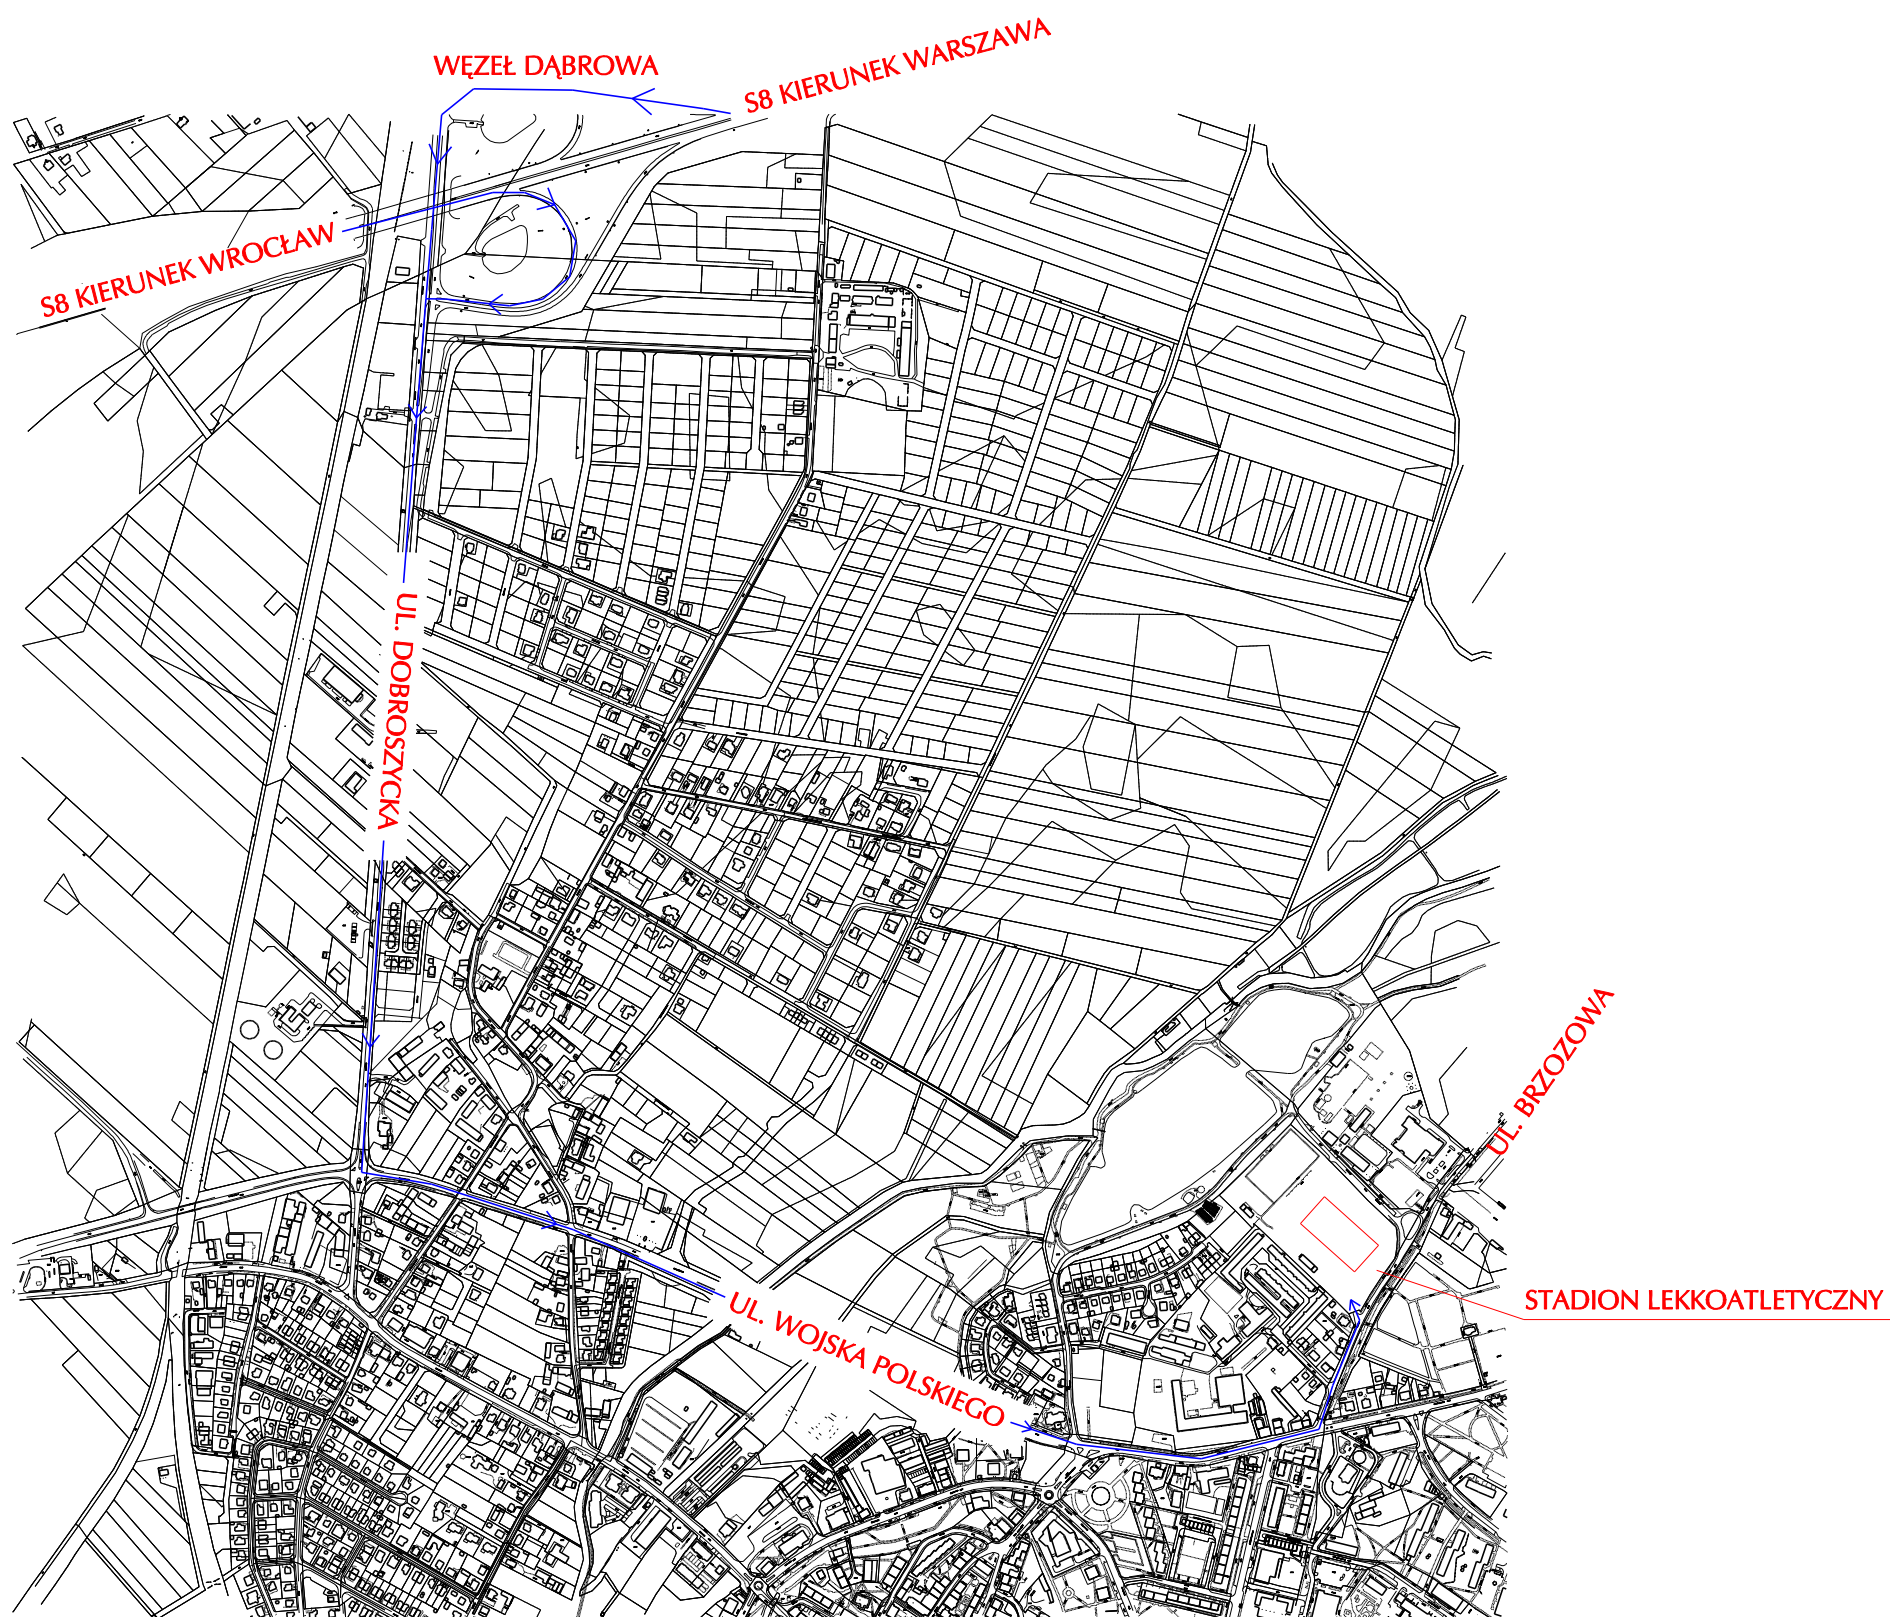 WĘZEŁ DĄBROWA
S8 KIERUNEK WARSZAWA
S8 KIERUNEK WROCŁAW
UL. DOBROSZYCKA
UL. BRZOZOWA
STADION LEKKOATLETYCZNY
UL. WOJSKA POLSKIEGO